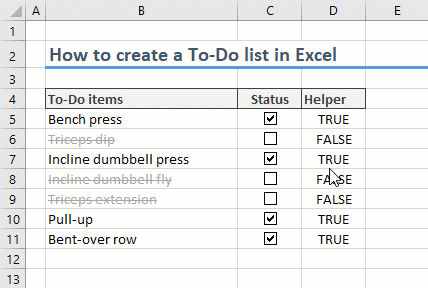 A B C D E
1
2 How to create a To-Do list in Excel
3
4 To-Do items Status Helper
5 Bench press TRUE
6 Triceps dip FALSE
7 Incline dumbbell press TRUE
8 Incline dumbbell fly FALSE
9 Triceps extension FALSE
10 Pull-up TRUE
11 Bent-over row TRUE
12
13